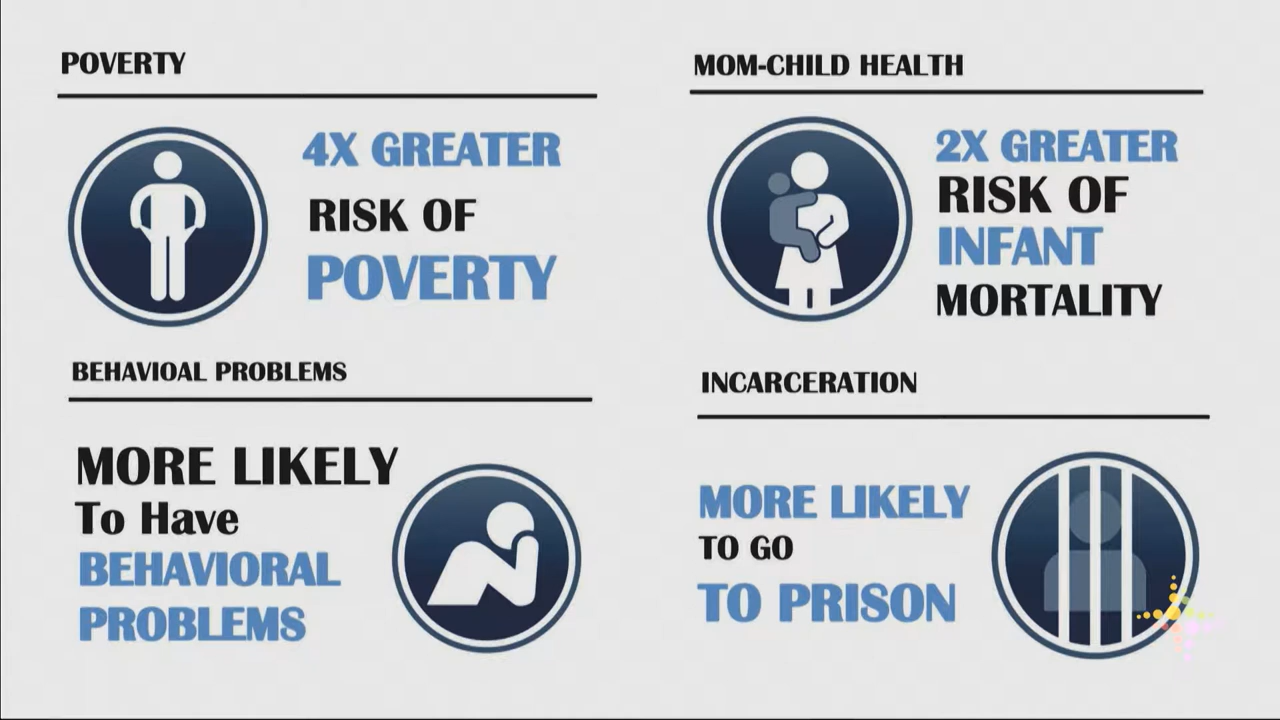 POVERTY
4X GREATER
RISK OF
POVERTY
MOM-CHILD HEALTH
2X GREATER
RISK OF
INFANT
MORTALITY
BEHAVIOAL PROBLEMS
MORE LIKELY
To Have
BEHAVIORAL
PROBLEMS
INCARCERATION
MORE LIKELY
TO GO
TO PRISON